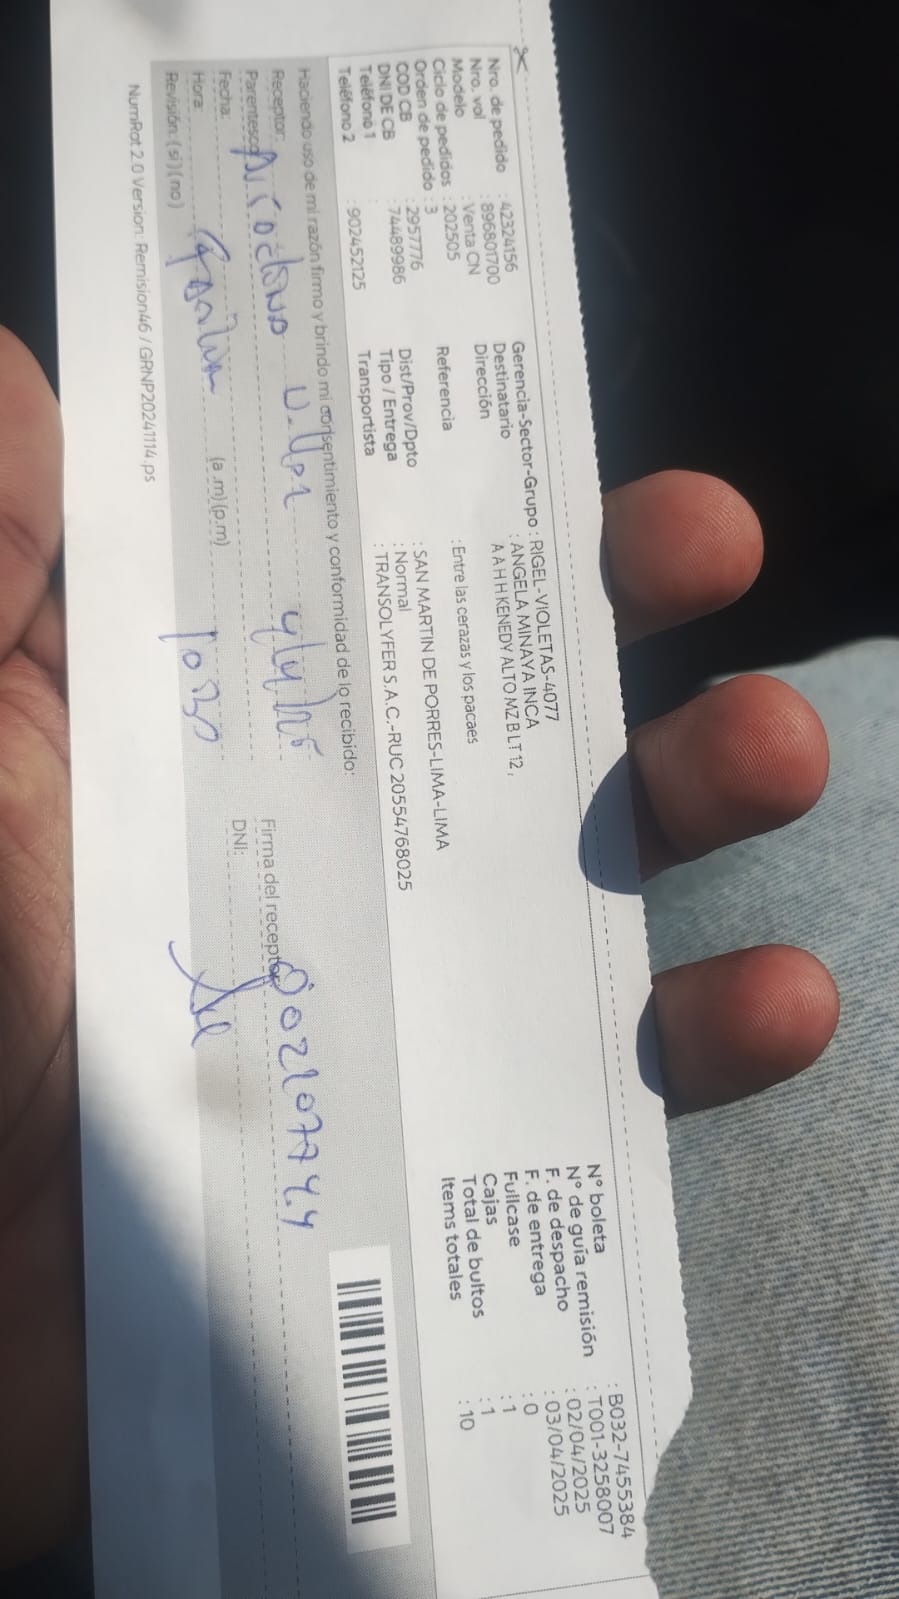 Nro. de pedido : 42324156
Nro. vol : 896801700
Modelo : Venta CN
Ciclo de pedidos : 202505
Orden de pedido : 3
COD CB : 2957776
DNI DE CB : 74489986
Teléfono 1 :
Teléfono 2 : 902452125
Gerencia-Sector-Grupo : RIGEL-VIOLETAS-4077
Destinatario : ANGELA MINAYA INCA
Dirección A A H H KENEDY ALTO MZ B LT 12 ,
Referencia : Entre las cerazas y los pacaes
Dist/Prov/Dpto : SAN MARTIN DE PORRES-LIMA-LIMA
Tipo / Entrega : Normal
Transportista : TRANSOLYFER S.A.C.-RUC 20554768025
N° boleta : B032-7455384
N° de guía remisión : T001-3258007
F. de despacho : 02/04/2025
F. de entrega : 03/04/2025
Fullcase : 0
Cajas : 1
Total de bultos : 1
Items totales : 10
Haciendo uso de mi razón firmo y brindo mi consentimiento y conformidad de lo recibido:
Receptor:
Parentesco:
Fecha:
Hora: (a.m)(p.m)
Revisión: (si) (no)
Firma del receptor:
DNI:
NumRot 2.0 Version: Remision46 / GRNP20241114.ps